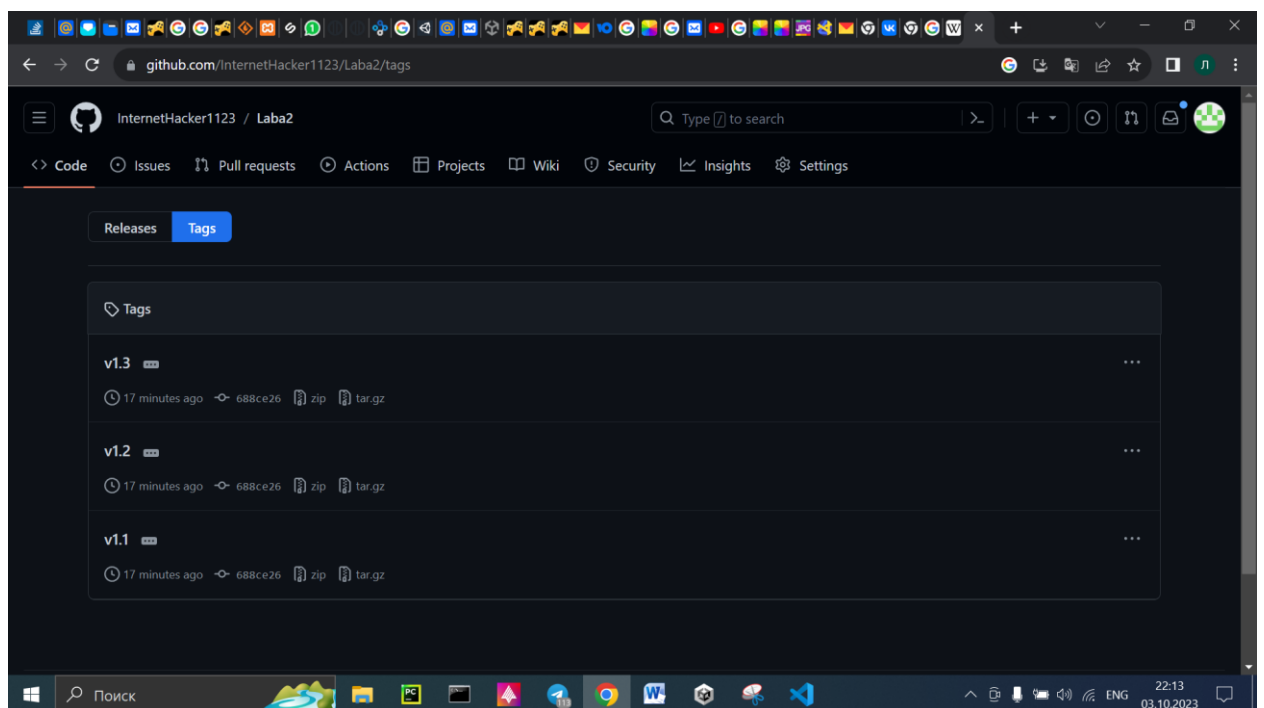 github.com/InternetHacker1123/Laba2/tags
Л
InternetHacker1123 / Laba2
Type / to search
Code Issues Pull requests Actions Projects Wiki Security Insights Settings
Releases Tags
Tags
v1.3
17 minutes ago 688ce26 zip tar.gz
v1.2
17 minutes ago 688ce26 zip tar.gz
v1.1
17 minutes ago 688ce26 zip tar.gz
Поиск
ENG
22:13
03.10.2023